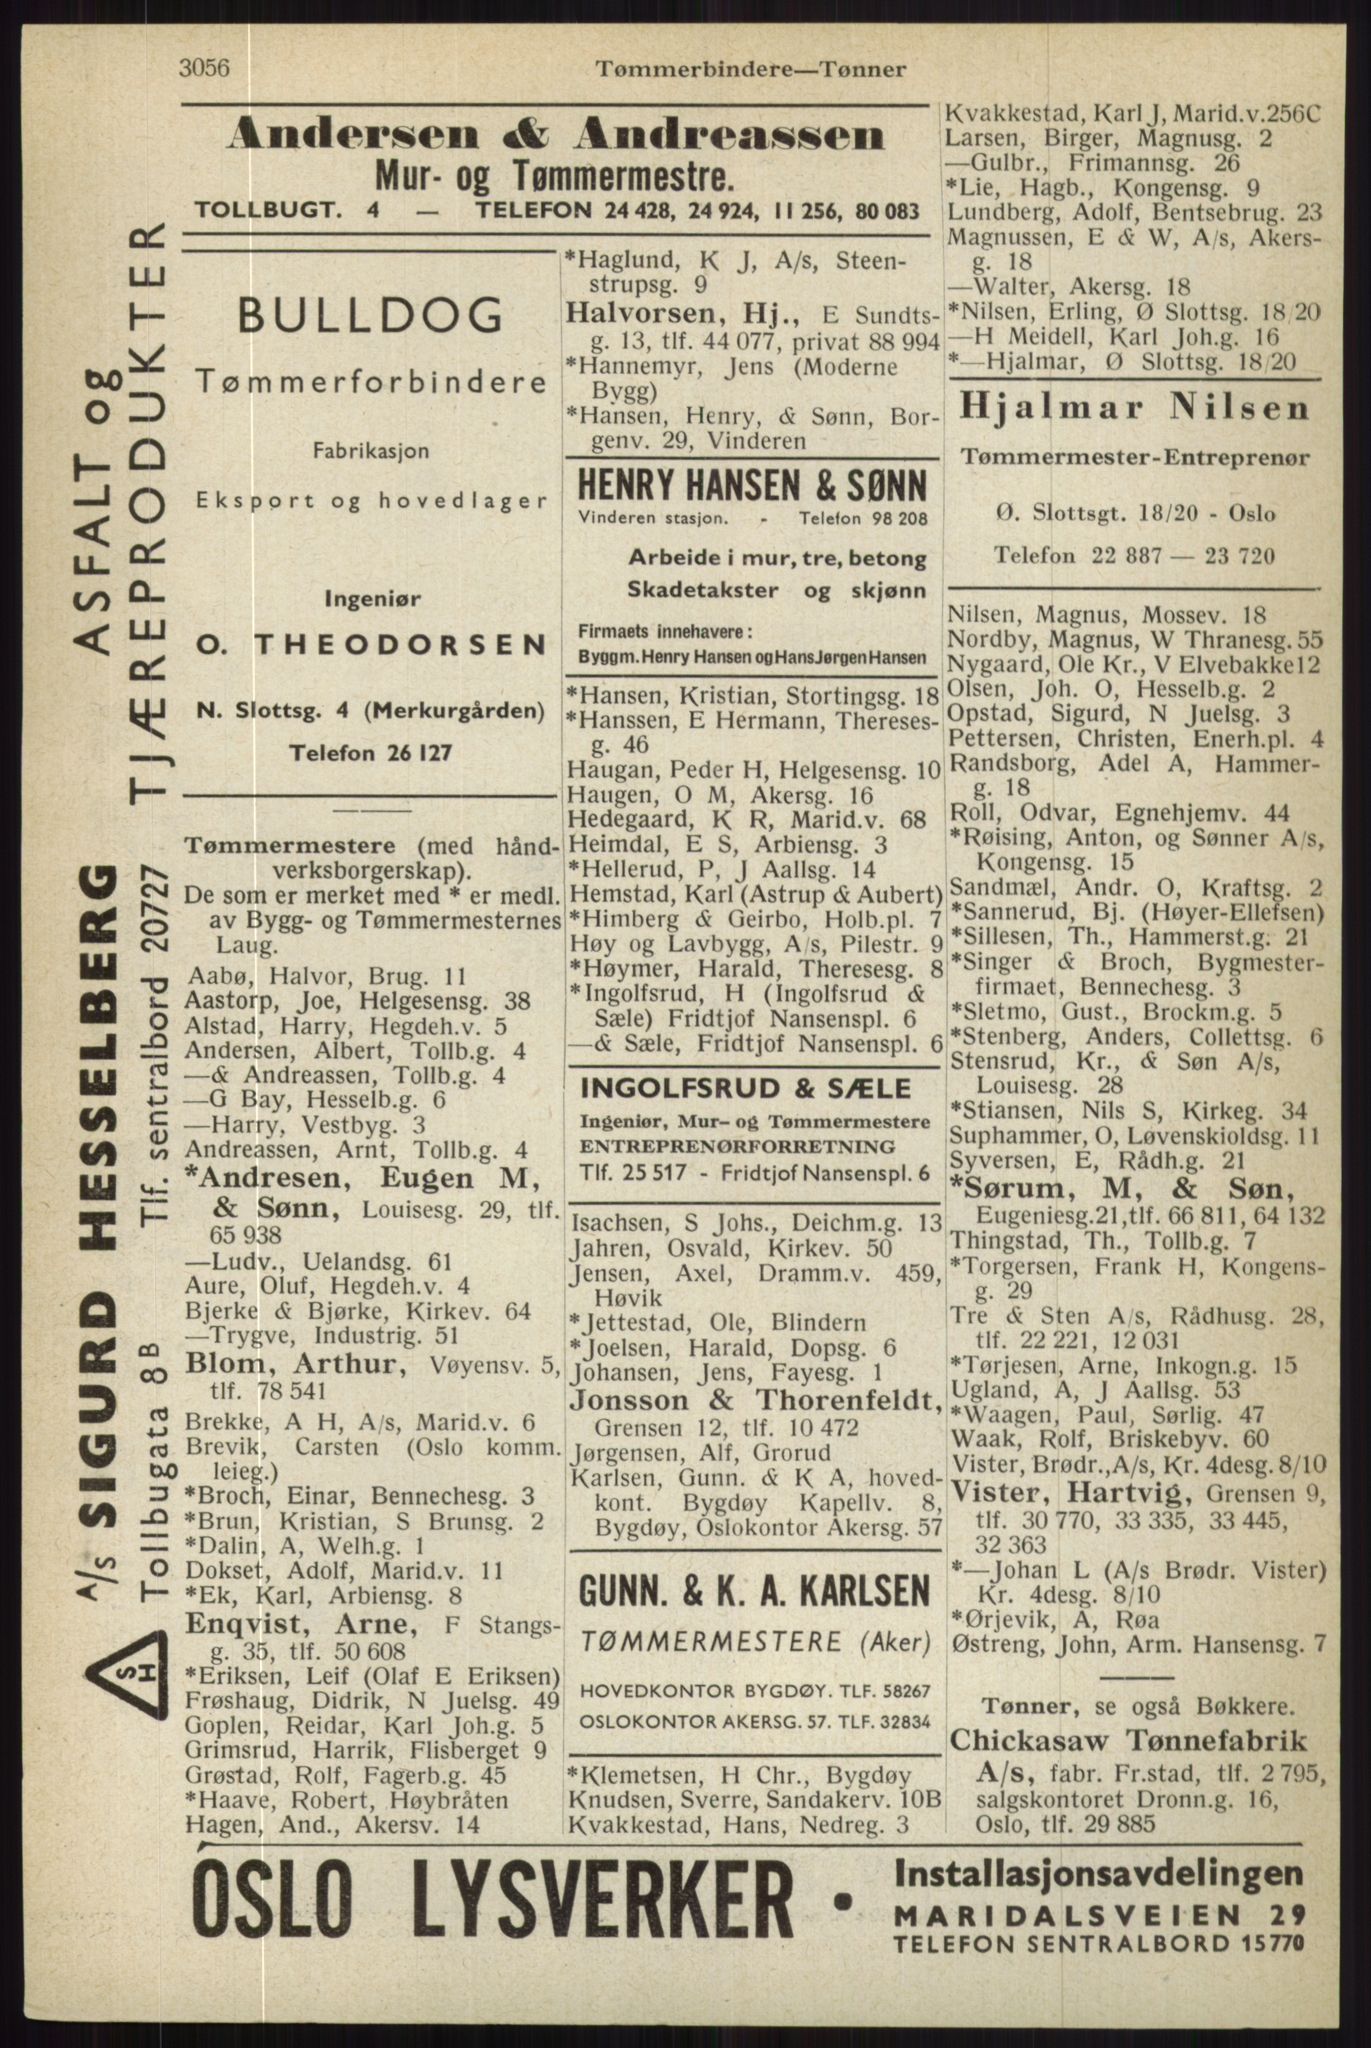 3056
Tømmerbindere—Tønner
Andersen & Andreassen
Mur- og Tømmermestre.
TOLLBUGT. 4 — TELEFON 24 428, 24 924, 11 256, 80 083
ASFALT og
TJÆREPRODUKTER
A/s SIGURD HESSELBERG
Tollbugata 8B Tlf. sentralbord 20727
SH
BULLDOG
Tømmerforbindere
Fabrikasjon
Eksport og hovedlager
Ingeniør
O. THEODORSEN
N. Slottsg. 4 (Merkurgården)
Telefon 26 127
Tømmermestere (med hånd-
verksborgerskap).
De som er merket med * er medl.
av Bygg- og Tømmermesternes
Laug.
Aabø, Halvor, Brug. 11
Aastorp, Joe, Helgesensg. 38
Alstad, Harry, Hegdeh.v. 5
Andersen, Albert, Tollb.g. 4
—& Andreassen, Tollb.g. 4
—G Bay, Hesselb.g. 6
—Harry, Vestbyg. 3
Andreassen, Arnt, Tollb.g. 4
*Andresen, Eugen M,
& Sønn, Louisesg. 29, tlf.
65 938
—Ludv., Uelandsg. 61
Aure, Oluf, Hegdeh.v. 4
Bjerke & Bjørke, Kirkev. 64
—Trygve, Industrig. 51
Blom, Arthur, Vøyensv. 5,
tlf. 78 541
Brekke, A H, A/s, Marid.v. 6
Brevik, Carsten (Oslo komm.
leieg.)
*Broch, Einar, Bennechesg. 3
*Brun, Kristian, S Brunsg. 2
*Dalin, A, Welh.g. 1
Dokset, Adolf, Marid.v. 11
*Ek, Karl, Arbiensg. 8
Enqvist, Arne, F Stangs-
g. 35, tlf. 50 608
*Eriksen, Leif (Olaf E Eriksen)
Frøshaug, Didrik, N Juelsg. 49
Goplen, Reidar, Karl Joh.g. 5
Grimsrud, Harrik, Flisberget 9
Grøstad, Rolf, Fagerb.g. 45
*Haave, Robert, Høybråten
Hagen, And., Akersv. 14
*Haglund, K J, A/s, Steen-
strupsg. 9
Halvorsen, Hj., E Sundts-
g. 13, tlf. 44 077, privat 88 994
*Hannemyr, Jens (Moderne
Bygg)
*Hansen, Henry, & Sønn, Bor-
genv. 29, Vinderen
HENRY HANSEN & SØNN
Vinderen stasjon. - Telefon 98 208
Arbeide i mur, tre, betong
Skadetakster og skjønn
Firmaets innehavere:
Byggm. Henry Hansen og Hans Jørgen Hansen
*Hansen, Kristian, Stortingsg. 18
*Hanssen, E Hermann, Thereses-
g. 46
Haugan, Peder H, Helgesensg. 10
Haugen, O M, Akersg. 16
Hedegaard, K R, Marid.v. 68
Heimdal, E S, Arbiensg. 3
*Hellerud, P, J Aallsg. 14
Hemstad, Karl (Astrup & Aubert)
*Himberg & Geirbo, Holb.pl. 7
Høy og Lavbygg, A/s, Pilestr. 9
*Høymer, Harald, Theresesg. 8
*Ingolfsrud, H (Ingolfsrud &
Sæle) Fridtjof Nansenspl. 6
—& Sæle, Fridtjof Nansenspl. 6
INGOLFSRUD & SÆLE
Ingeniør, Mur- og Tømmermestere
ENTREPRENØRFORRETNING
Tlf. 25 517 - Fridtjof Nansenspl. 6
Isachsen, S Johs., Deichm.g. 13
Jahren, Osvald, Kirkev. 50
Jensen, Axel, Dramm.v. 459,
Høvik
*Jettestad, Ole, Blindern
*Joelsen, Harald, Dopsg. 6
Johansen, Jens, Fayesg. 1
Jonsson & Thorenfeldt,
Grensen 12, tlf. 10 472
Jørgensen, Alf, Grorud
Karlsen, Gunn. & K A, hoved-
kont. Bygdøy Kapellv. 8,
Bygdøy, Oslokontor Akersg. 57
GUNN. & K. A. KARLSEN
TØMMERMESTERE (Aker)
HOVEDKONTOR BYGDØY. TLF. 58267
OSLOKONTOR AKERSG. 57. TLF. 32834
*Klemetsen, H Chr., Bygdøy
Knudsen, Sverre, Sandakerv. 10B
Kvakkestad, Hans, Nedreg. 3
Kvakkestad, Karl J, Marid.v. 256C
Larsen, Birger, Magnusg. 2
—Gulbr., Frimannsg. 26
*Lie, Hagb., Kongensg. 9
Lundberg, Adolf, Bentsebrug. 23
Magnussen, E & W, A/s, Akers-
g. 18
—Walter, Akersg. 18
*Nilsen, Erling, Ø Slottsg. 18/20
—H Meidell, Karl Joh.g. 16
*—Hjalmar, Ø Slottsg. 18/20
Hjalmar Nilsen
Tømmermester-Entreprenør
Ø. Slottsgt. 18/20 - Oslo
Telefon 22 887 — 23 720
Nilsen, Magnus, Mossev. 18
Nordby, Magnus, W Thranesg. 55
Nygaard, Ole Kr., V Elvebakke 12
Olsen, Joh. O, Hesselb.g. 2
Opstad, Sigurd, N Juelsg. 3
Pettersen, Christen, Enerh.pl. 4
Randsborg, Adel A, Hammer-
g. 18
Roll, Odvar, Egnehjemv. 44
*Røising, Anton, og Sønner A/s,
Kongensg. 15
Sandmæl, Andr. O, Kraftsg. 2
*Sannerud, Bj. (Høyer-Ellefsen)
*Sillesen, Th., Hammerst.g. 21
*Singer & Broch, Bygmester-
firmaet, Bennechesg. 3
*Sletmo, Gust., Brockm.g. 5
*Stenberg, Anders, Collettsg. 6
Stensrud, Kr., & Søn A/s,
Louisesg. 28
*Stiansen, Nils S, Kirkeg. 34
Suphammer, O, Løvenskioldsg. 11
Syversen, E, Rådh.g. 21
*Sørum, M, & Søn,
Eugeniesg. 21, tlf. 66 811, 64 132
Thingstad, Th., Tollb.g. 7
*Torgersen, Frank H, Kongens-
g. 29
Tre & Sten A/s, Rådhusg. 28,
tlf. 22 221, 12 031
*Tørjesen, Arne, Inkogn.g. 15
Ugland, A, J Aallsg. 53
*Waagen, Paul, Sørlig. 47
Waak, Rolf, Briskebyv. 60
Vister, Brødr., A/s, Kr. 4desg. 8/10
Vister, Hartvig, Grensen 9,
tlf. 30 770, 33 335, 33 445,
32 363
*—Johan L (A/s Brødr. Vister)
Kr. 4desg. 8/10
*Ørjevik, A, Røa
Østreng, John, Arm. Hansensg. 7
Tønner, se også Bøkkere.
Chickasaw Tønnefabrik
A/s, fabr. Fr.stad, tlf. 2 795,
salgskontoret Dronn.g. 16,
Oslo, tlf. 29 885
OSLO LYSVERKER •
Installasjonsavdelingen
MARIDALSVEIEN 29
TELEFON SENTRALBORD 15770